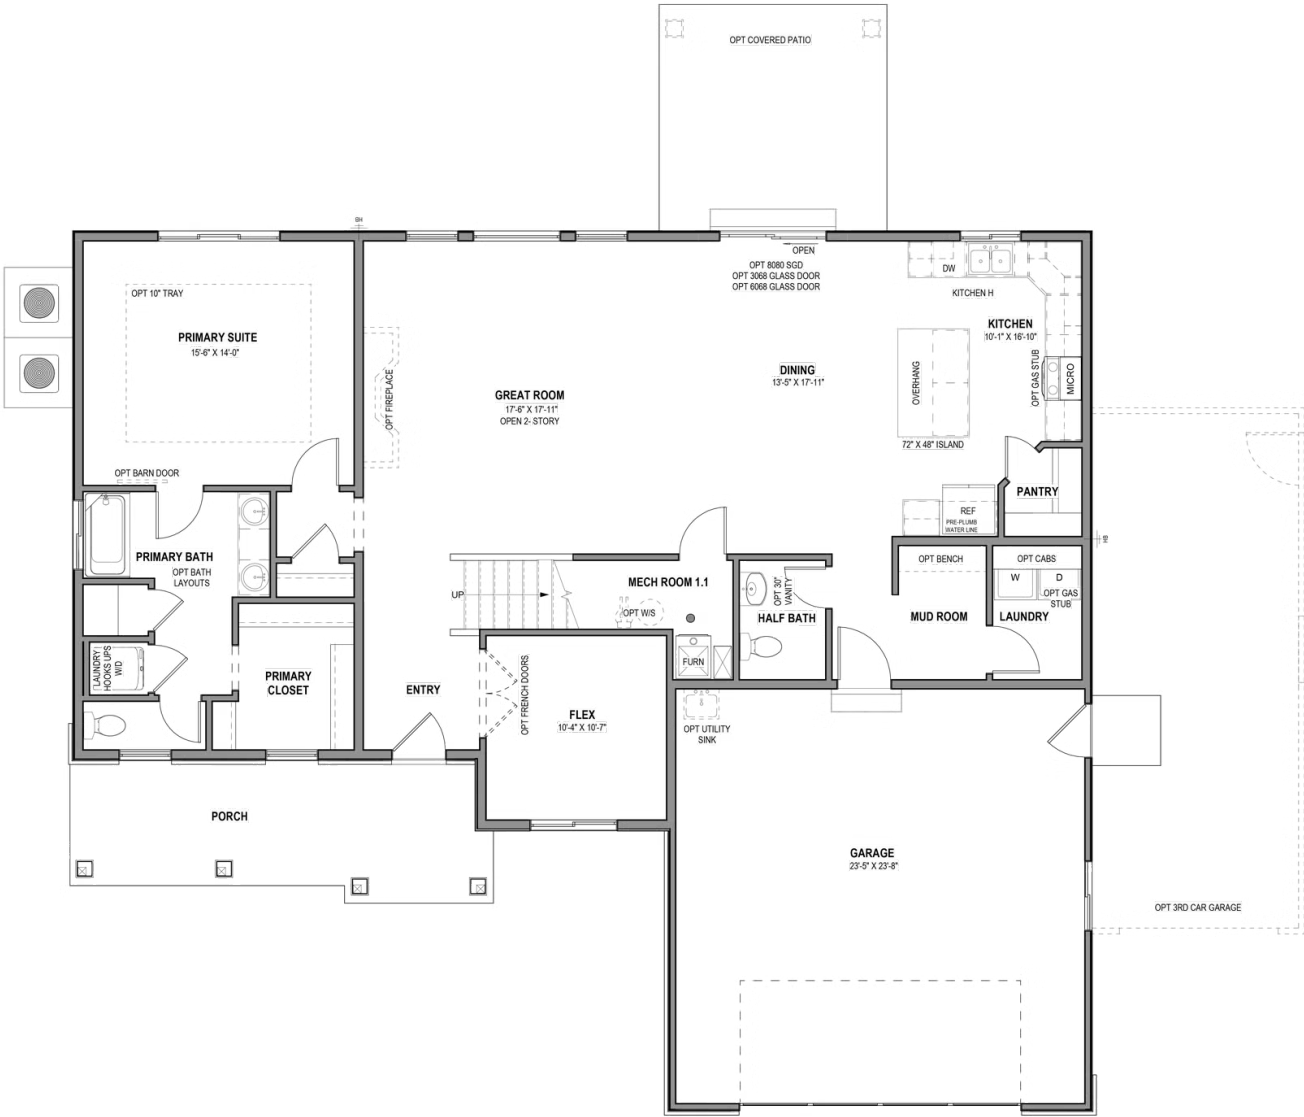 OPT COVERED PATIO
HB
OPEN
OPT 8080 SGD
OPT 3068 GLASS DOOR
OPT 6068 GLASS DOOR
DW
KITCHEN H
OPT 10" TRAY
PRIMARY SUITE
15'-6" X 14'-0"
KITCHEN
10'-1" X 16'-10"
OPT GAS STUB
MICRO
OVERHANG
72" X 48" ISLAND
DINING
13'-5" X 17'-11"
OPT FIREPLACE
GREAT ROOM
17'-6" X 17'-11"
OPEN 2- STORY
OPT BARN DOOR
PANTRY
REF
PRE-PLUMB
WATER LINE
HB
PRIMARY BATH
OPT BATH
LAYOUTS
UP
MECH ROOM 1.1
OPT W/S
FURN
OPT 30"
VANITY
HALF BATH
OPT BENCH
MUD ROOM
OPT CABS
W
D
OPT GAS
STUB
LAUNDRY
LAUNDRY
HOOKS UPS
W/D
PRIMARY
CLOSET
ENTRY
OPT FRENCH DOORS
FLEX
10'-4" X 10'-7"
OPT UTILITY
SINK
PORCH
GARAGE
23'-5" X 23'-8"
OPT 3RD CAR GARAGE